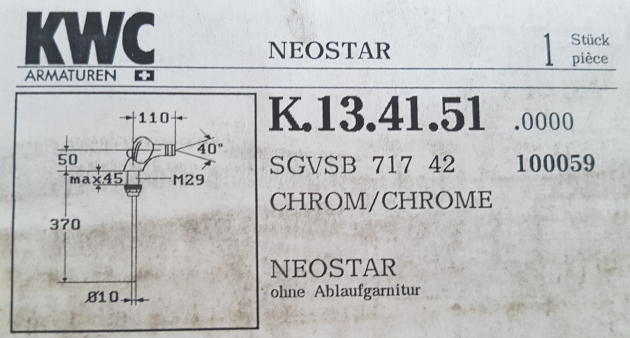 KWC
ARMATUREN
NEOSTAR
1 Stück
pièce
K.13.41.51 .0000
SGVSB 717 42 100059
CHROM/CHROME
NEOSTAR
ohne Ablaufgarnitur
110
40°
50
max45
M29
370
Ø10